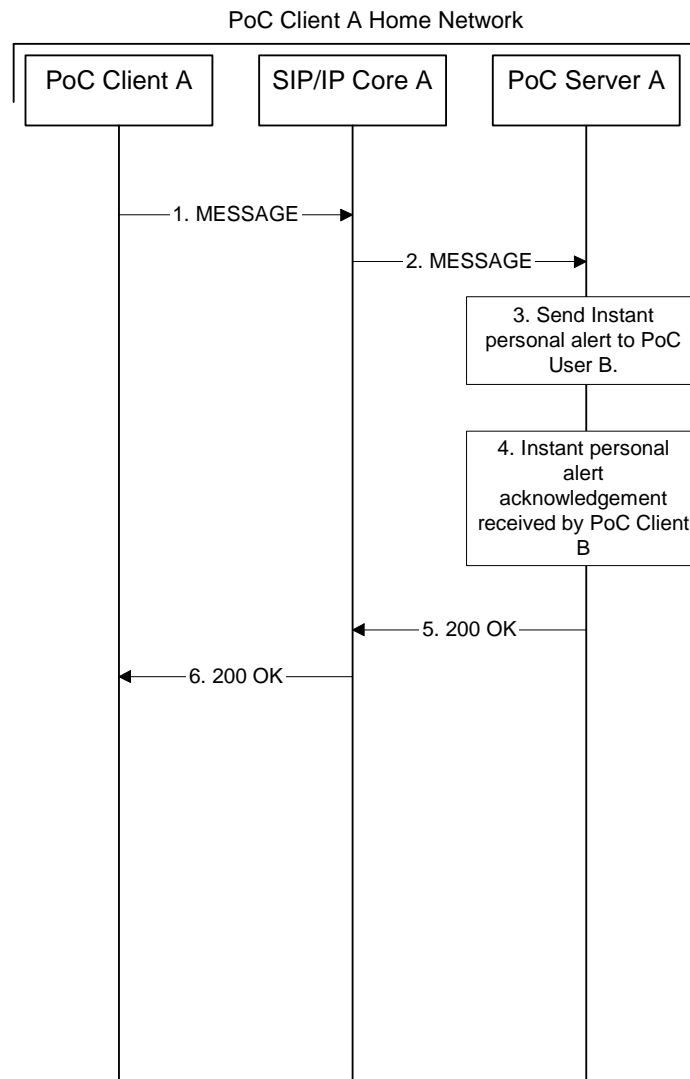 PoC Client A Home Network
PoC Client A
SIP/IP Core A
PoC Server A
1. MESSAGE
2. MESSAGE
3. Send Instant
personal alert to PoC
User B.
4. Instant personal
alert
acknowledgement
received by PoC Client
B
5. 200 OK
6. 200 OK